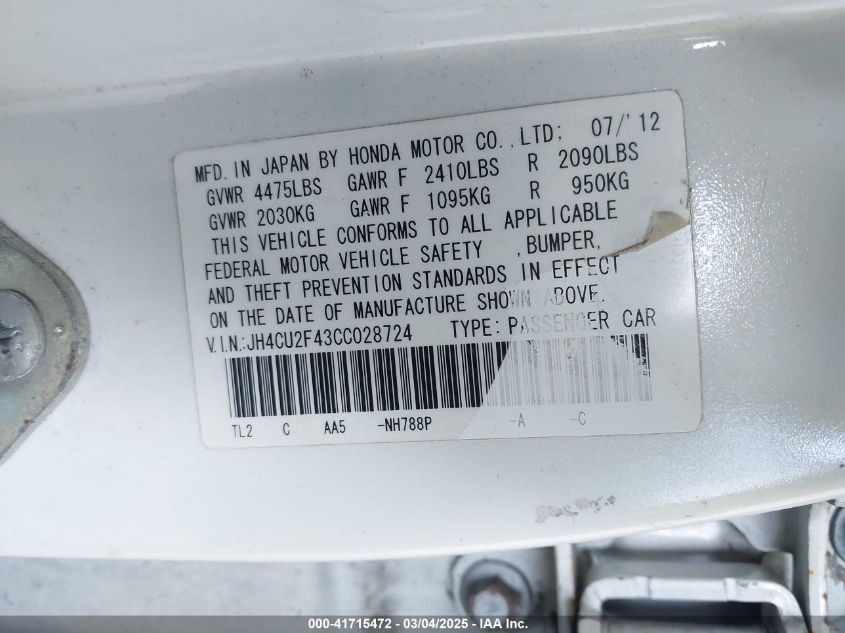 MFD. IN JAPAN BY HONDA MOTOR CO., LTD: 07/'12
GVWR 4475LBS GAWR F 2410LBS R 2090LBS
GVWR 2030KG GAWR F 1095KG R 950KG
THIS VEHICLE CONFORMS TO ALL APPLICABLE
FEDERAL MOTOR VEHICLE SAFETY , BUMPER,
AND THEFT PREVENTION STANDARDS IN EFFECT
ON THE DATE OF MANUFACTURE SHOWN ABOVE.
V.I.N.:JH4CU2F43CC028724 TYPE: PASSENGER CAR
TL2 C AA5 -NH788P -A -C
000-41715472 - 03/04/2025 - IAA Inc.